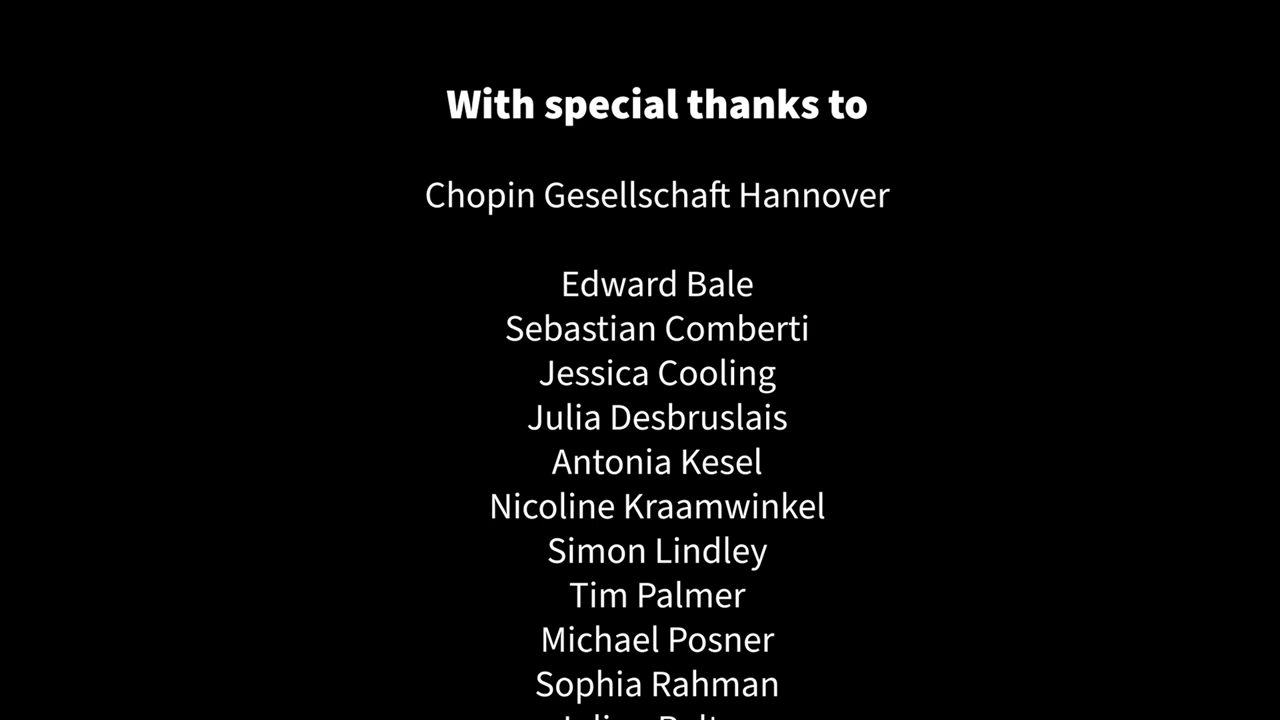 With special thanks to
Chopin Gesellschaft Hannover
Edward Bale
Sebastian Comberti
Jessica Cooling
Julia Desbruslais
Antonia Kesel
Nicoline Kraamwinkel
Simon Lindley
Tim Palmer
Michael Posner
Sophia Rahman